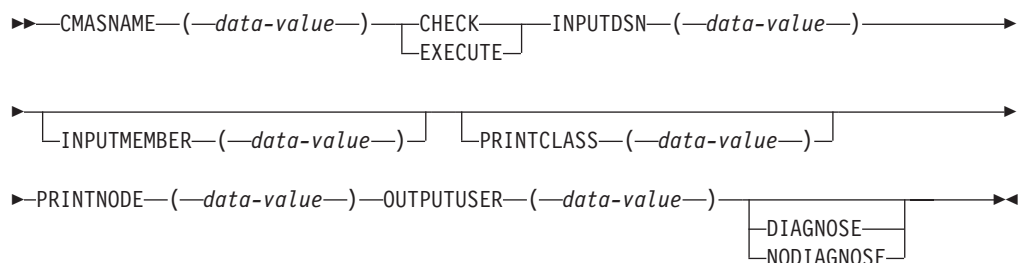 CMASNAME ( data-value ) CHECK INPUTDSN ( data-value )
EXECUTE
INPUTMEMBER ( data-value ) PRINTCLASS ( data-value )
PRINTNODE ( data-value ) OUTPUTUSER ( data-value )
DIAGNOSE
NODIAGNOSE